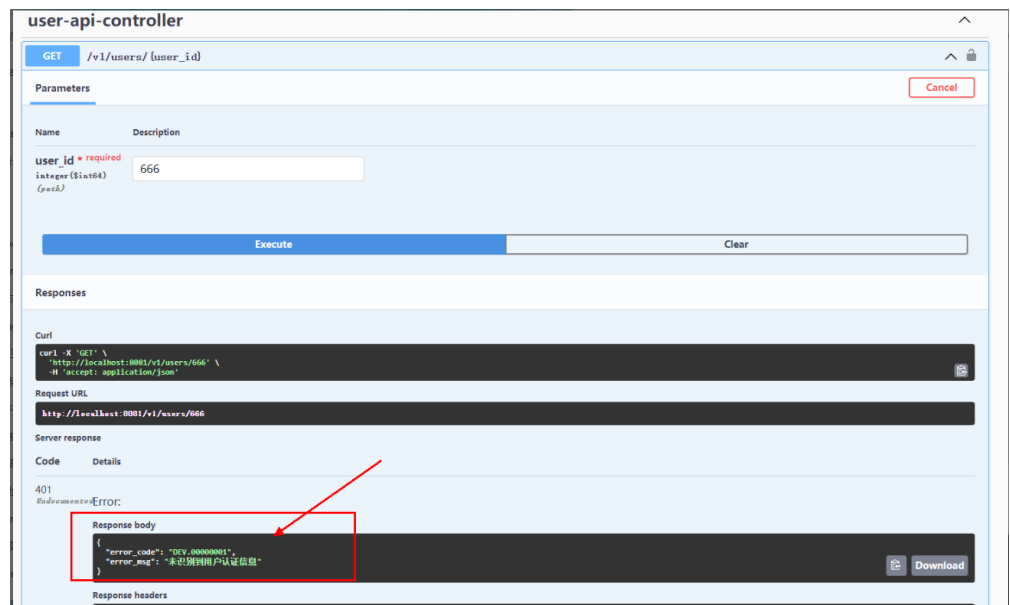 user-api-controller
GET /v1/users/{user_id}
Parameters
Cancel
Name Description
user_id * required
integer($int64)
(path)
666
Execute Clear
Responses
Curl
curl -X 'GET' \
'http://localhost:8081/v1/users/666' \
-H 'accept: application/json'
Request URL
http://localhost:8081/v1/users/666
Server response
Code Details
401
Undocumented Error:
Response body
{
"error_code": "DEV.00000001",
"error_msg": "未识别到用户认证信息"
}
Download
Response headers